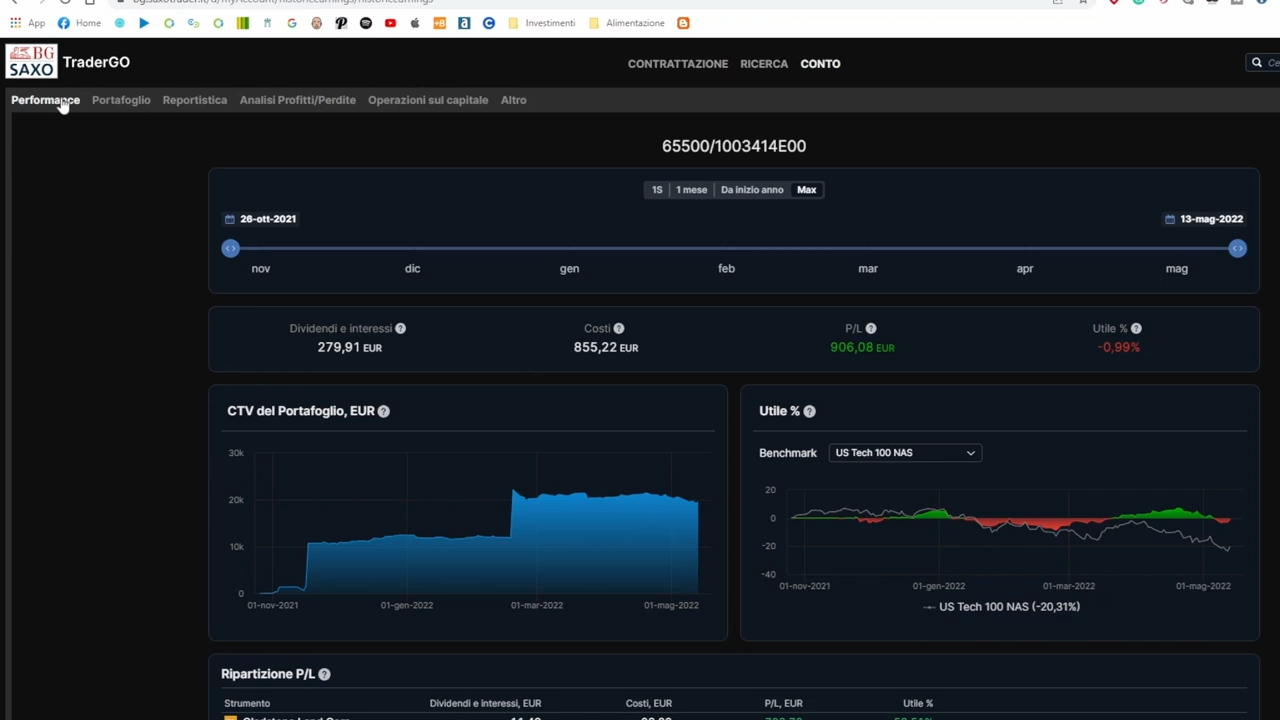 App
Home
Investimenti
Alimentazione
BG
SAXO
TraderGO
CONTRATTAZIONE RICERCA CONTO
Performance Portafoglio Reportistica Analisi Profitti/Perdite Operazioni sul capitale Altro
65500/1003414E00
1S 1 mese Da inizio anno Max
26-ott-2021 13-mag-2022
nov dic gen feb mar apr mag
Dividendi e interessi ? Costi ? P/L ? Utile % ?
279,91 EUR 855,22 EUR 906,08 EUR -0,99%
CTV del Portafoglio, EUR ?
30k
20k
10k
0
01-nov-2021 01-gen-2022 01-mar-2022 01-mag-2022
Utile % ?
Benchmark US Tech 100 NAS
20
0
-20
-40
01-nov-2021 01-gen-2022 01-mar-2022 01-mag-2022
US Tech 100 NAS (-20,31%)
Ripartizione P/L ?
Strumento Dividendi e interessi, EUR Costi, EUR P/L, EUR Utile %